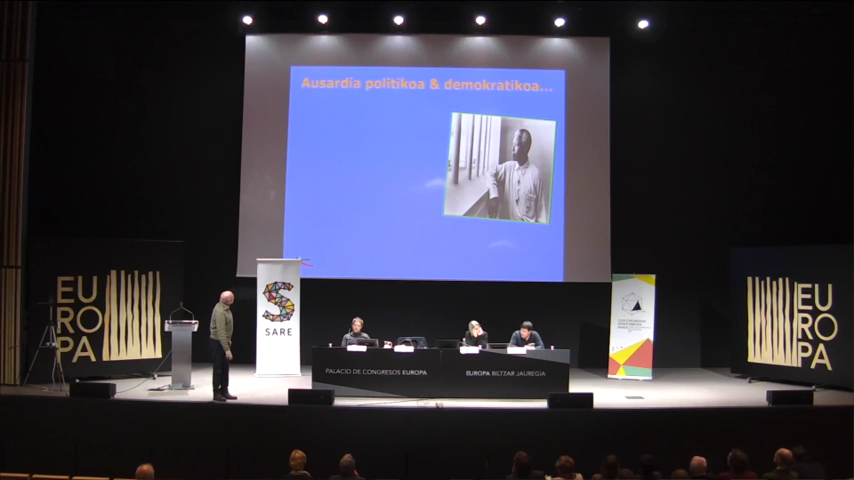 Ausardia politikoa & demokratikoa...
EU
RO
PA
S
SARE
PALACIO DE CONGRESOS EUROPA
EUROPA BILTZAR JAUREGIA
EU
RO
PA